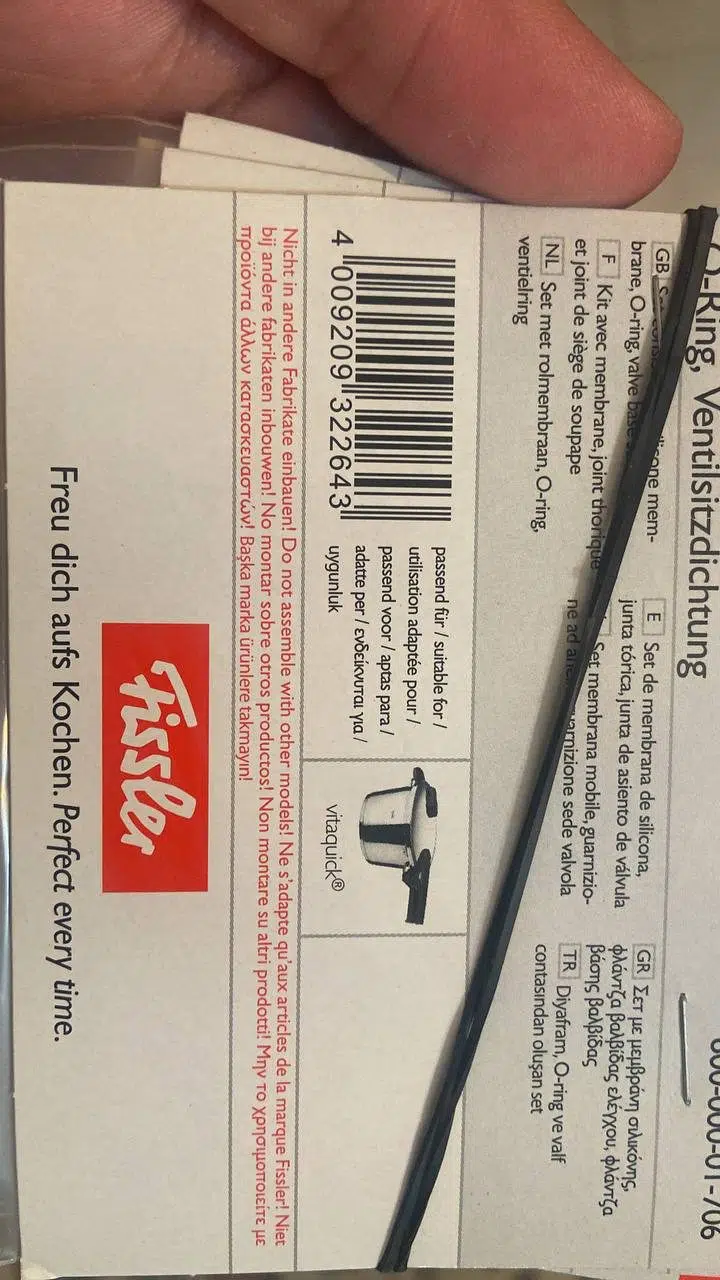 O-Ring, Ventilsitzdichtung
-01-706
GB mem-
brane, O-ring, valve base
F Kit avec membrane, joint thorique
et joint de siège de soupape
NL Set met rolmembraan, O-ring,
ventielring
E Set de membrana de silicona,
junta tórica, junta de asiento de válvula
Set membrana mobile, guarnizio-
ne ad guarnizione sede valvola
GR Σετ με μεμβράνη σιλικόνης,
φλάντζα βαλβίδας ελέγχου, φλάντζα
βάσης βαλβίδας
TR Diyafram, O-ring ve valf
contasından oluşan set
4 009209 322643
passend für / suitable for /
utilisation adaptée pour /
passend voor / aptas para /
adatte per / ενδείκνυται για /
uygunluk
vitaquick®
Nicht in andere Fabrikate einbauen! Do not assemble with other models! Ne s'adapte qu'aux articles de la marque Fissler! Niet
bij andere fabrikaten inbouwen! No montar sobre otros productos! Non montare su altri prodotti! Μην το χρησιμοποιείτε με
προϊόντα άλλων κατασκευαστών! Başka marka ürünlere takmayın!
Fissler
Freu dich aufs Kochen. Perfect every time.